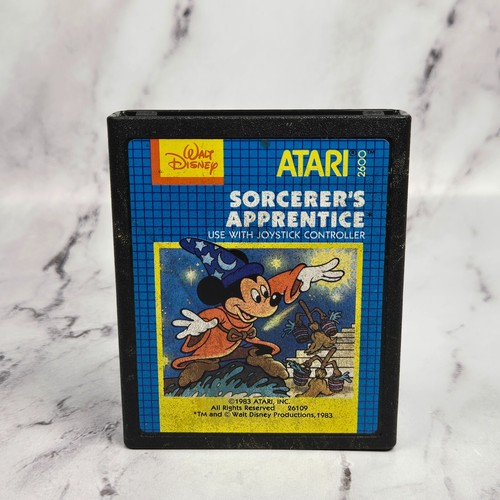 WALT DISNEY
ATARI® 2600™
SORCERER'S
APPRENTICE*
USE WITH JOYSTICK CONTROLLER
©1983 ATARI, INC.
All Rights Reserved 26109
*TM and © Walt Disney Productions, 1983.